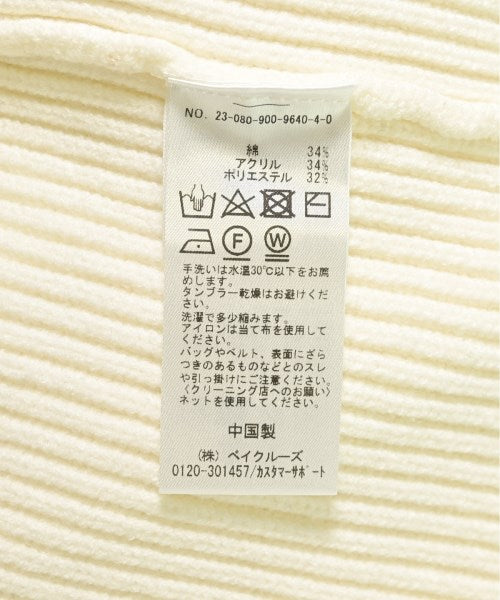 NO. 23-080-900-9640-4-0
綿 34%
アクリル 34%
ポリエステル 32%
F W
手洗いは水温30℃以下をお薦
めします。
タンブラー乾燥はお避けくだ
さい。
洗濯で多少縮みます。
アイロンは当て布を使用して
ください。
バッグやベルト、表面にざら
つきのあるものなどとのスレ
や引っ掛けにご注意ください。
〈クリーニング店へのお願い〉
ネットを使用してください。
中国製
(株) ベイクルーズ
0120-301457/カスタマーサポート